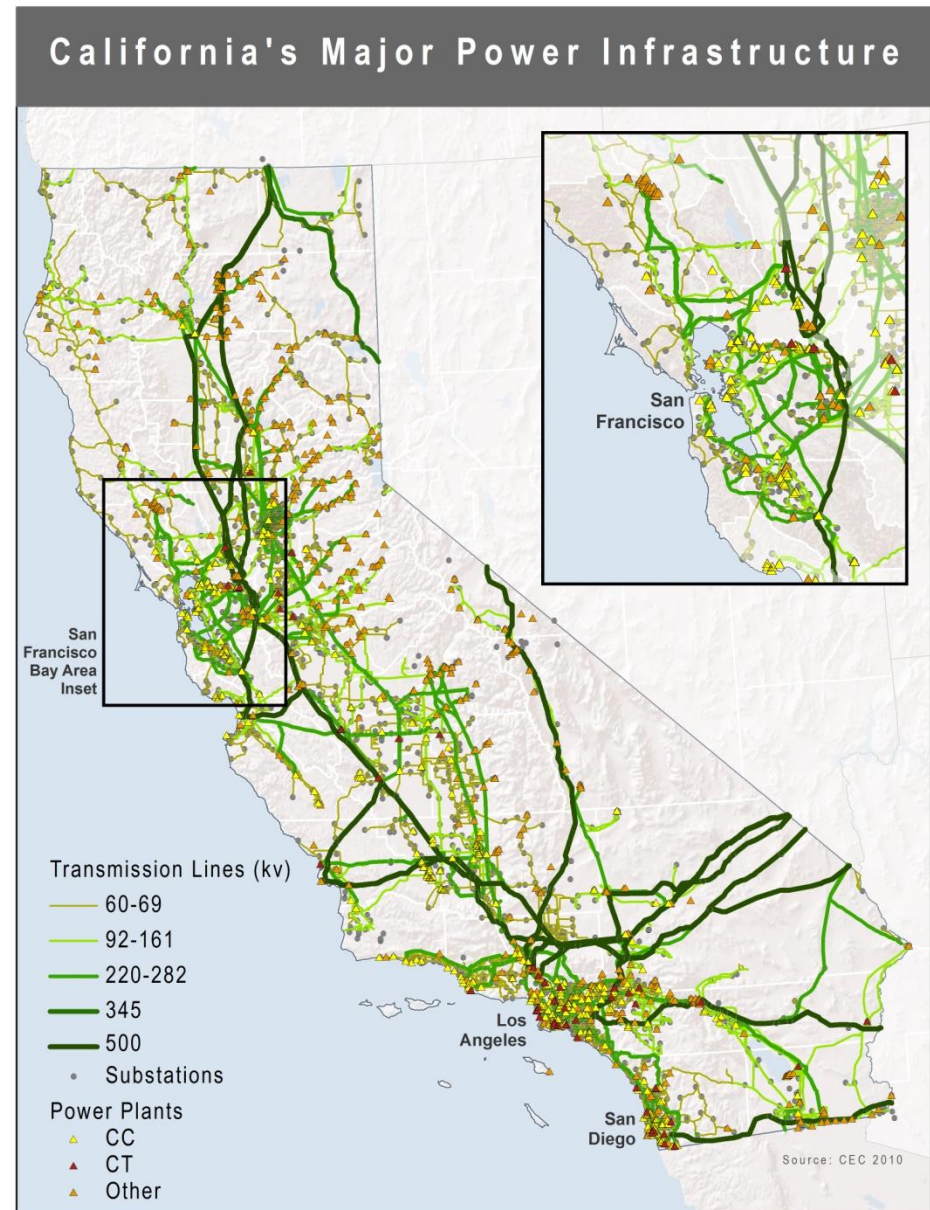 California's Major Power Infrastructure
San
Francisco
San
Francisco
Bay Area
Inset
Transmission Lines (kv)
60-69
92-161
220-282
345
500
Substations
Power Plants
CC
CT
Other
Los
Angeles
San
Diego
Source: CEC 2010